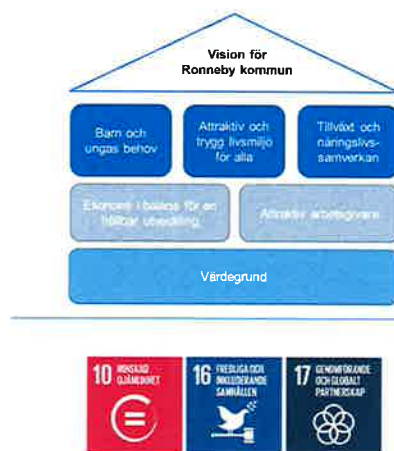 Vision för
Ronneby kommun
Barn och
ungas behov
Attraktiv och
trygg livsmiljö
för alla
Tillväxt och
näringslivs-
samverkan
Ekonomi i balans för en
hållbar utveckling
Attraktiv arbetsgivare
Värdegrund
10 MINSKAD
OJÄMLIKHET
16 FREDLIGA OCH
INKLUDERANDE
SAMHÄLLEN
17 GENOMFÖRANDE
OCH GLOBALT
PARTNERSKAP